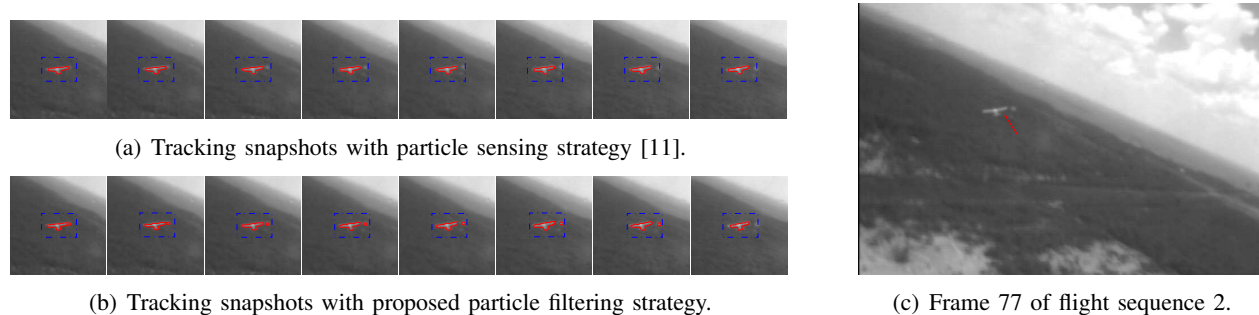 (a) Tracking snapshots with particle sensing strategy [11].
(b) Tracking snapshots with proposed particle filtering strategy.
(c) Frame 77 of flight sequence 2.